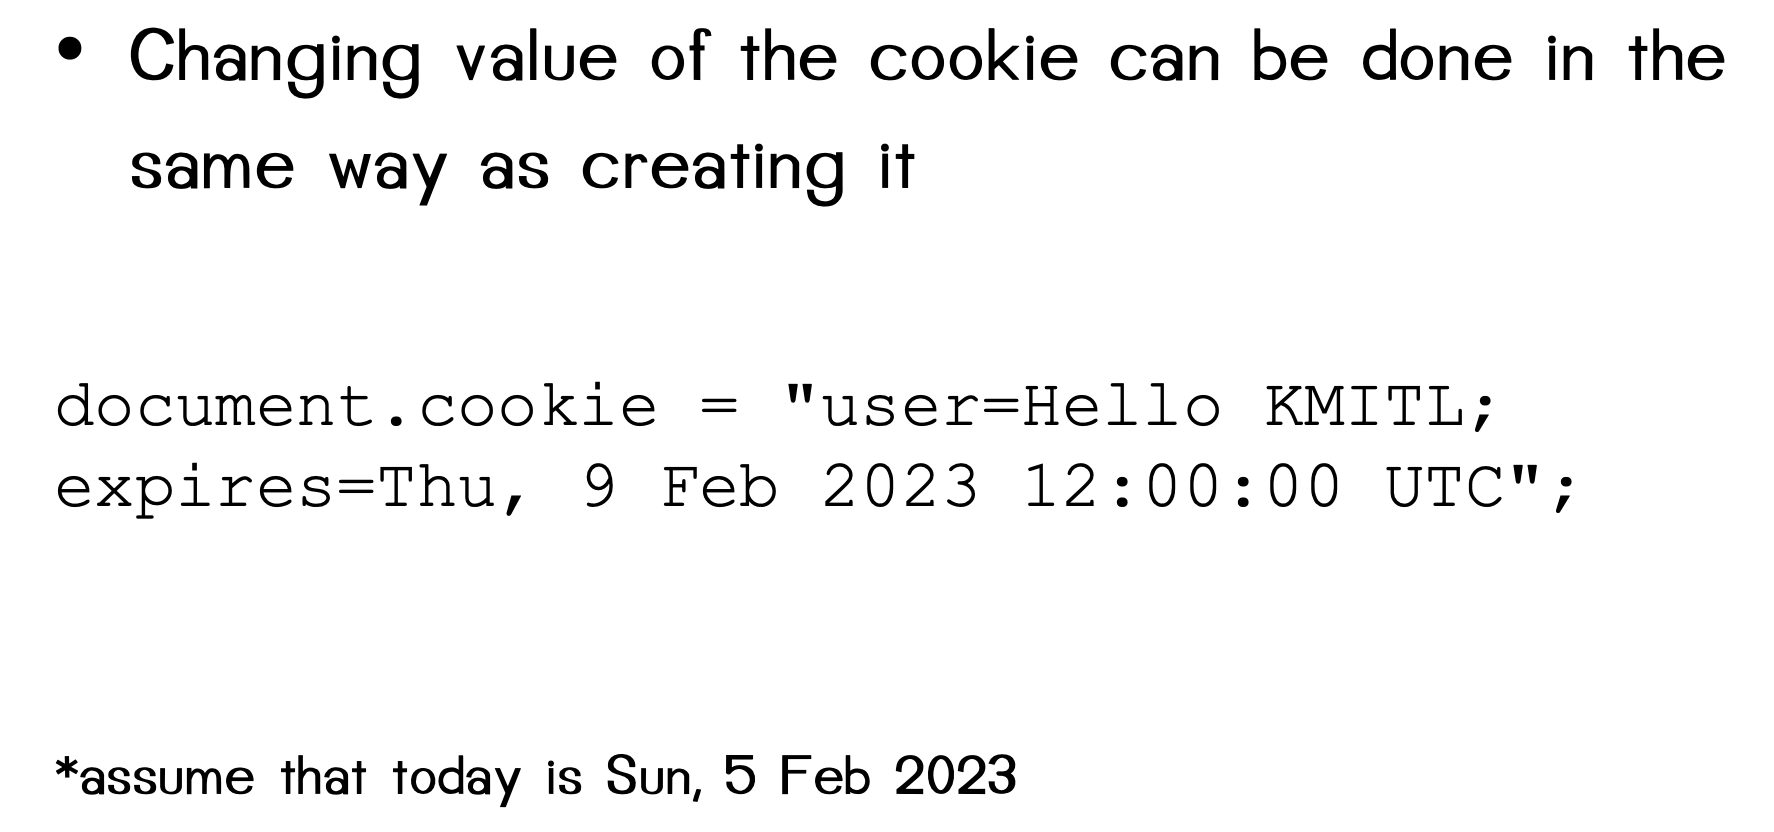 • Changing value of the cookie can be done in the
same way as creating it
document.cookie = "user=Hello KMITL;
expires=Thu, 9 Feb 2023 12:00:00 UTC";
*assume that today is Sun, 5 Feb 2023